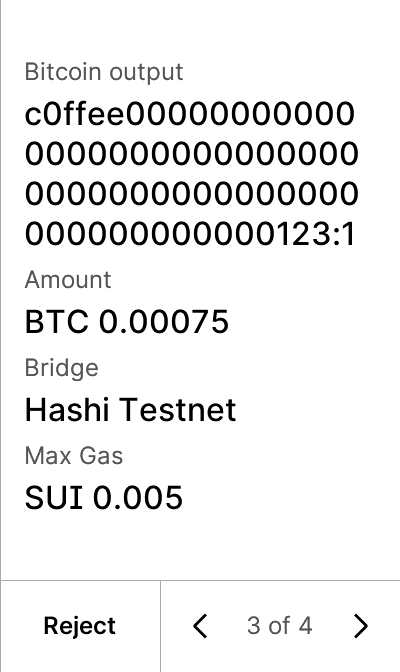 Bitcoin output
c0ffee00000000000
0000000000000000
0000000000000000
000000000000123:1
Amount
BTC 0.00075
Bridge
Hashi Testnet
Max Gas
SUI 0.005
Reject
3 of 4